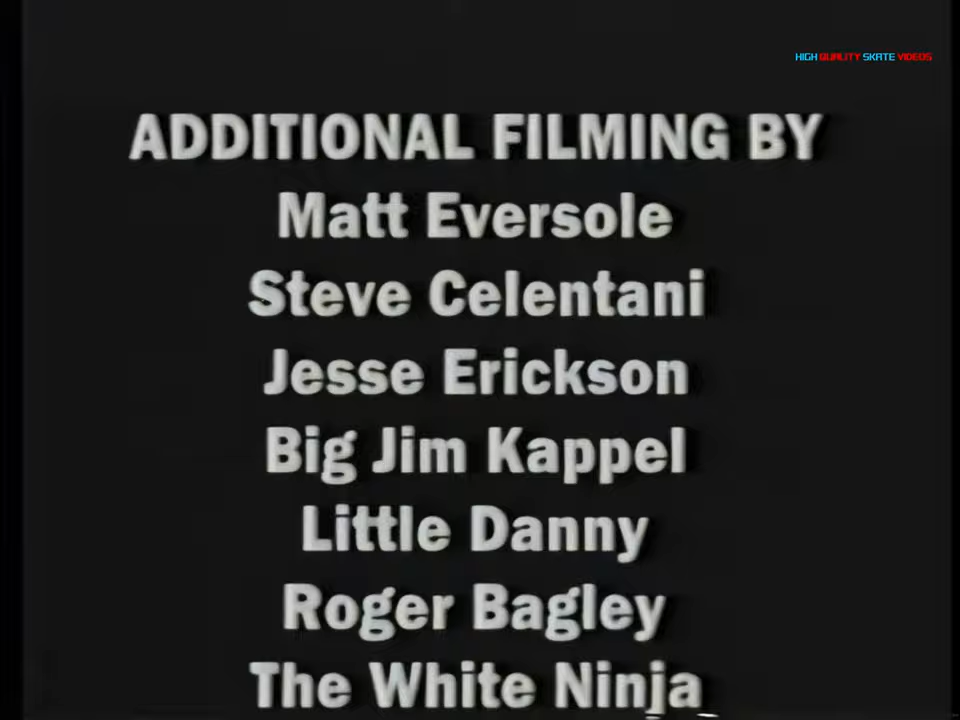 HIGH QUALITY SKATE VIDEOS
ADDITIONAL FILMING BY
Matt Eversole
Steve Celentani
Jesse Erickson
Big Jim Kappel
Little Danny
Roger Bagley
The White Ninja